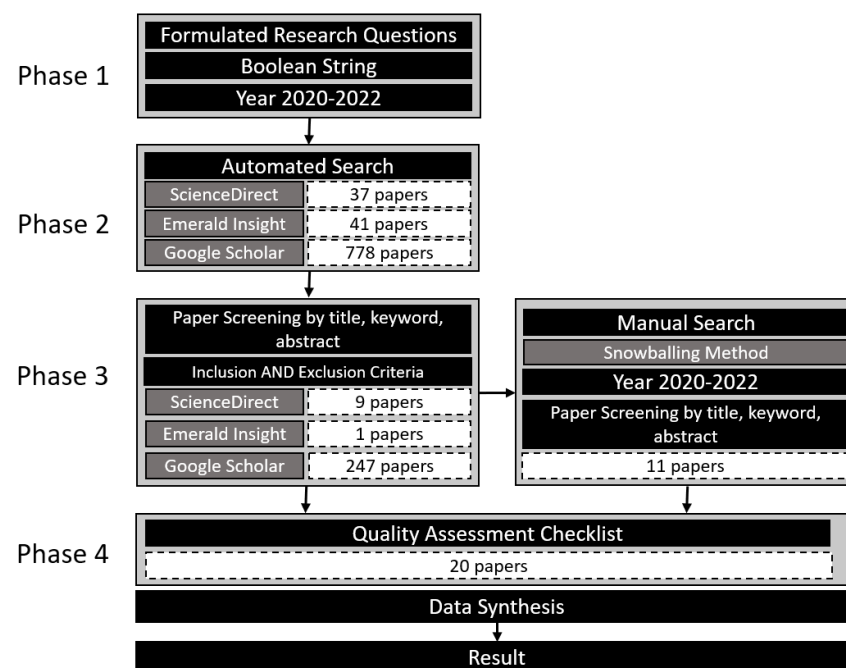 Phase 1
Formulated Research Questions
Boolean String
Year 2020-2022
Phase 2
Automated Search
ScienceDirect
37 papers
Emerald Insight
41 papers
Google Scholar
778 papers
Phase 3
Paper Screening by title, keyword,
abstract
Inclusion AND Exclusion Criteria
ScienceDirect
9 papers
Emerald Insight
1 papers
Google Scholar
247 papers
Manual Search
Snowballing Method
Year 2020-2022
Paper Screening by title, keyword,
abstract
11 papers
Phase 4
Quality Assessment Checklist
20 papers
Data Synthesis
Result